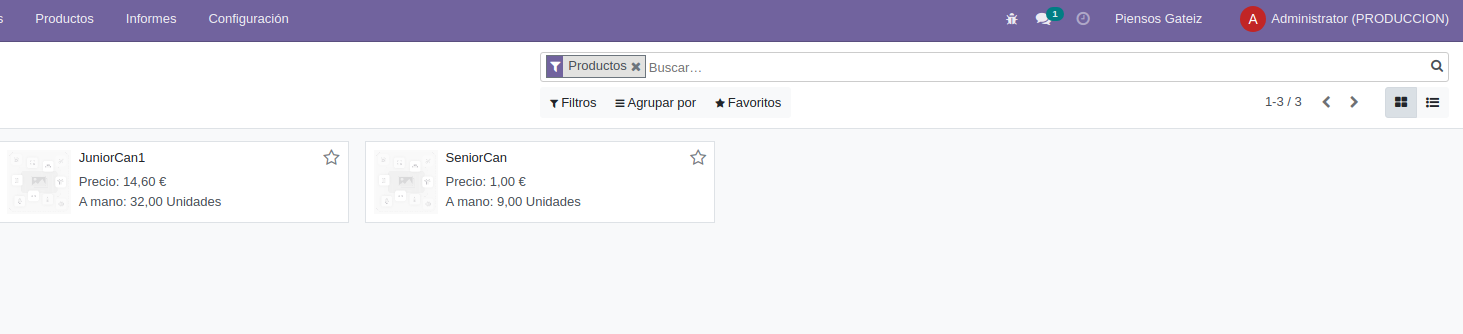 s Productos Informes Configuración 1 Piensos Gateiz A Administrator (PRODUCCION)
Productos Buscar...
Filtros Agrupar por Favoritos 1-3 / 3
JuniorCan1
Precio: 14,60 €
A mano: 32,00 Unidades
SeniorCan
Precio: 1,00 €
A mano: 9,00 Unidades